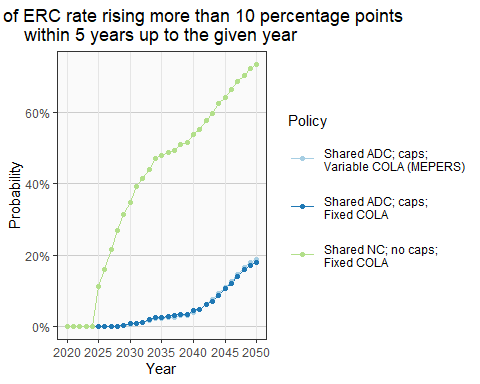 of ERC rate rising more than 10 percentage points
within 5 years up to the given year
60%
40%
20%
0%
Probability
2020 2025 2030 2035 2040 2045 2050
Year
Policy
Shared ADC; caps;
Variable COLA (MEPERS)
Shared ADC; caps;
Fixed COLA
Shared NC; no caps;
Fixed COLA